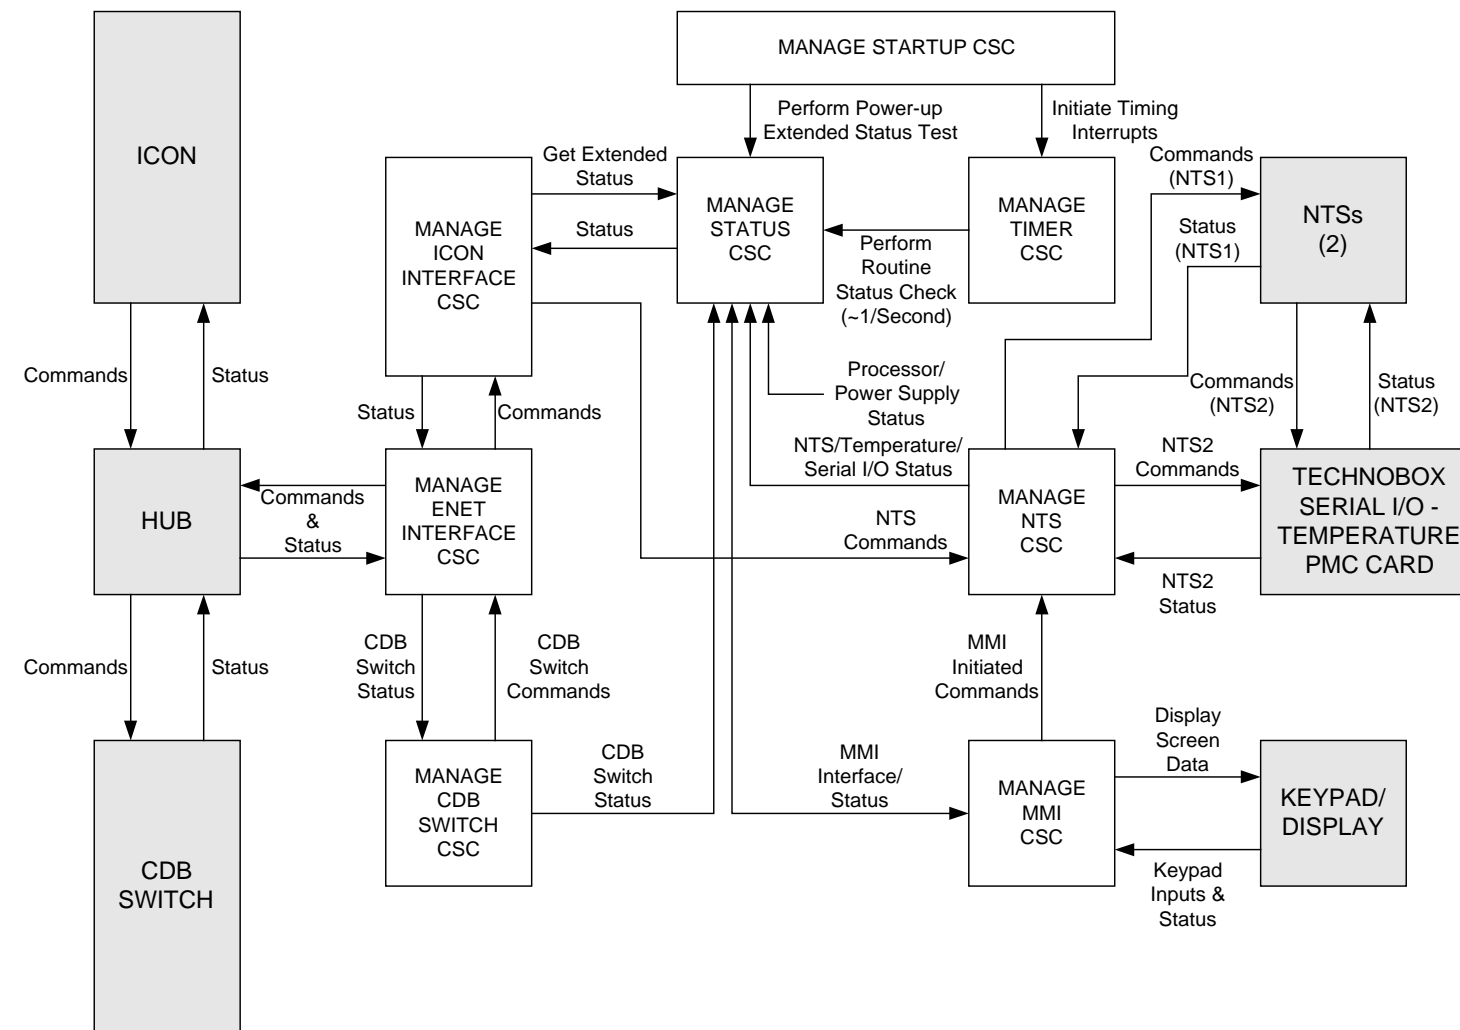 MANAGE STARTUP CSC
Perform Power-up
Extended Status Test
Initiate Timing
Interrupts
ICON
Get Extended
Status
Status
MANAGE
ICON
INTERFACE
CSC
MANAGE
STATUS
CSC
MANAGE
TIMER
CSC
Perform
Routine
Status Check
(~1/Second)
Commands
(NTS1)
Status
(NTS1)
NTSs
(2)
Commands
Status
Status
Commands
Processor/
Power Supply
Status
NTS/Temperature/
Serial I/O Status
Commands
(NTS2)
Status
(NTS2)
HUB
Commands
&
Status
MANAGE
ENET
INTERFACE
CSC
NTS
Commands
MANAGE
NTS
CSC
NTS2
Commands
NTS2
Status
TECHNOBOX
SERIAL I/O -
TEMPERATURE
PMC CARD
Commands
Status
CDB
Switch
Status
CDB
Switch
Commands
MMI
Initiated
Commands
CDB
SWITCH
MANAGE
CDB
SWITCH
CSC
CDB
Switch
Status
MMI
Interface/
Status
MANAGE
MMI
CSC
Display
Screen
Data
Keypad
Inputs &
Status
KEYPAD/
DISPLAY